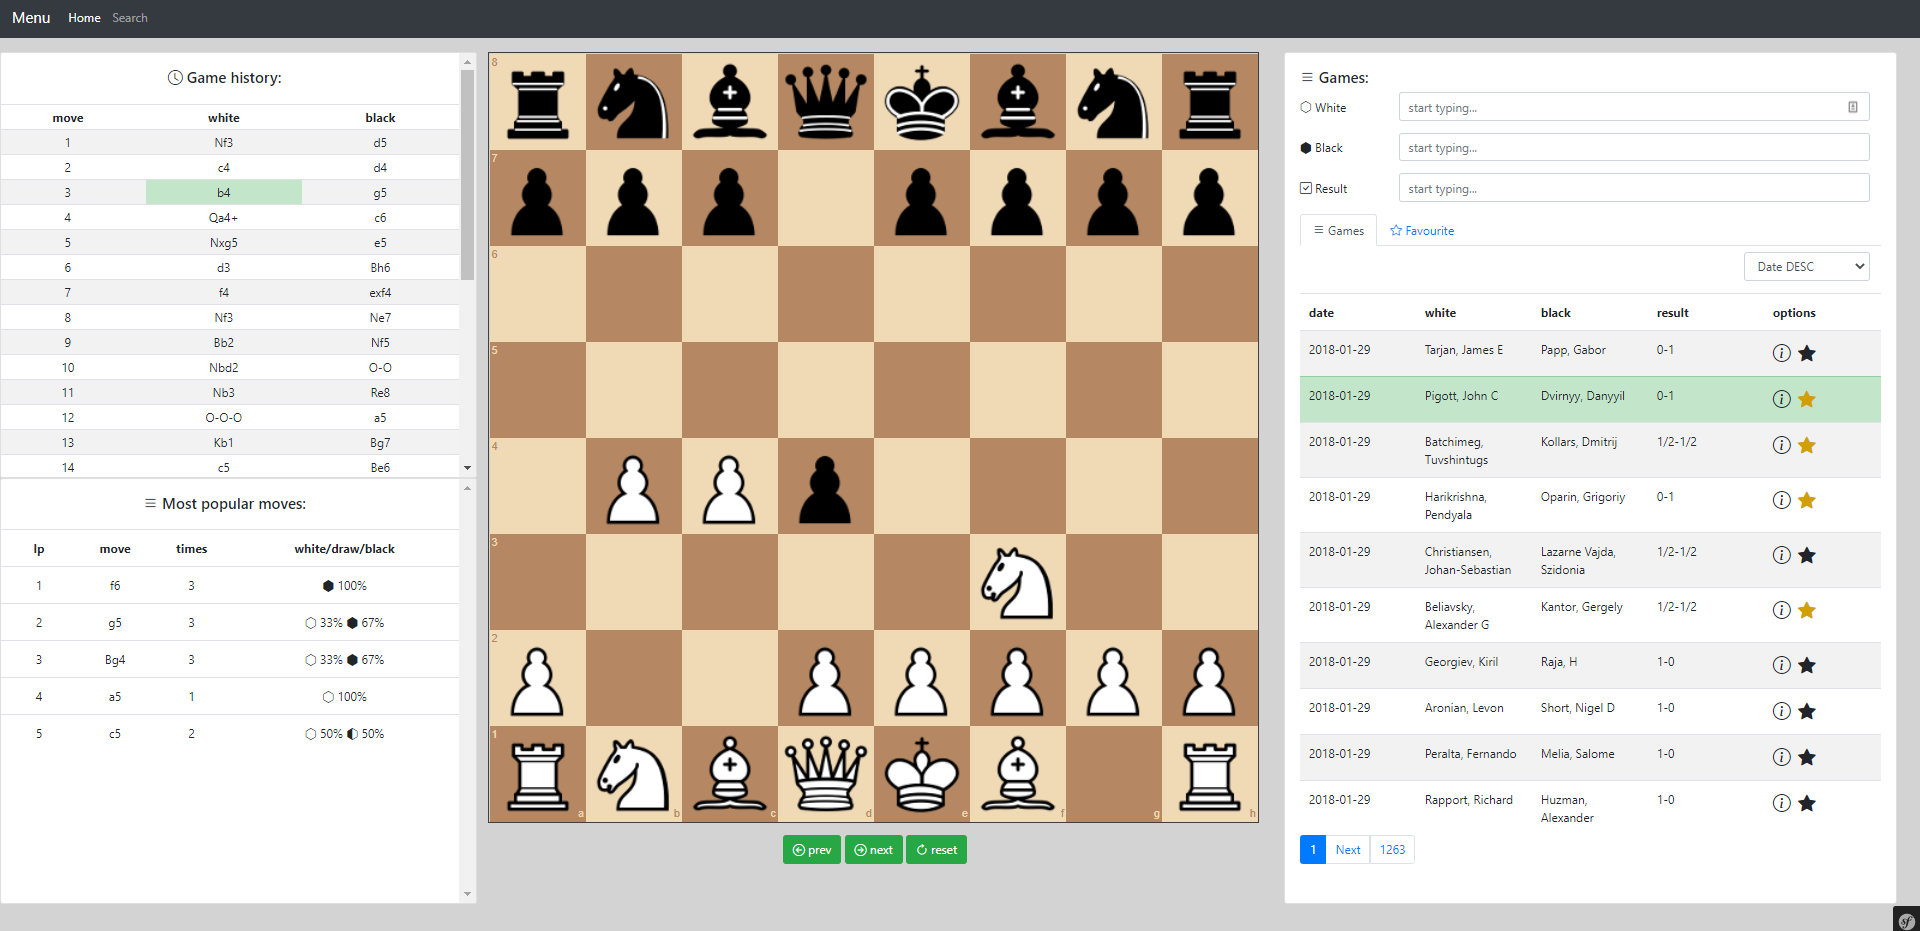 Menu Home Search
Game history:
move white black
1 Nf3 d5
2 c4 d4
3 b4 g5
4 Qa4+ c6
5 Nxg5 e5
6 d3 Bh6
7 f4 exf4
8 Nf3 Ne7
9 Bb2 Nf5
10 Nbd2 O-O
11 Nb3 Re8
12 O-O-O a5
13 Kb1 Bg7
14 c5 Be6
Most popular moves:
lp move times white/draw/black
1 f6 3 100%
2 g5 3 33% 67%
3 Bg4 3 33% 67%
4 a5 1 100%
5 c5 2 50% 50%
8
7
6
5
4
3
2
1
a b c d e f g h
prev next reset
Games:
White start typing...
Black start typing...
Result start typing...
Games Favourite
Date DESC
date white black result options
2018-01-29 Tarjan, James E Papp, Gabor 0-1
2018-01-29 Pigott, John C Dvirnyy, Danyyil 0-1
2018-01-29 Batchimeg, Kollars, Dmitrij 1/2-1/2
Tuvshintugs
2018-01-29 Harikrishna, Oparin, Grigoriy 0-1
Pendyala
2018-01-29 Christiansen, Lazarne Vajda, 1/2-1/2
Johan-Sebastian Szidonia
2018-01-29 Beliavsky, Kantor, Gergely 1/2-1/2
Alexander G
2018-01-29 Georgiev, Kiril Raja, H 1-0
2018-01-29 Aronian, Levon Short, Nigel D 1-0
2018-01-29 Peralta, Fernando Melia, Salome 1-0
2018-01-29 Rapport, Richard Huzman, 1-0
Alexander
1 Next 1263
sf